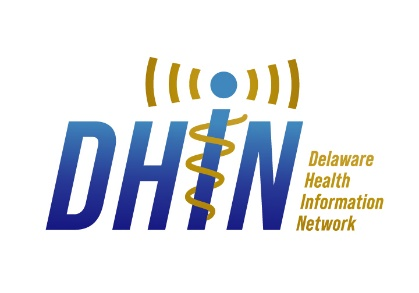 DHIN
Delaware
Health
Information
Network